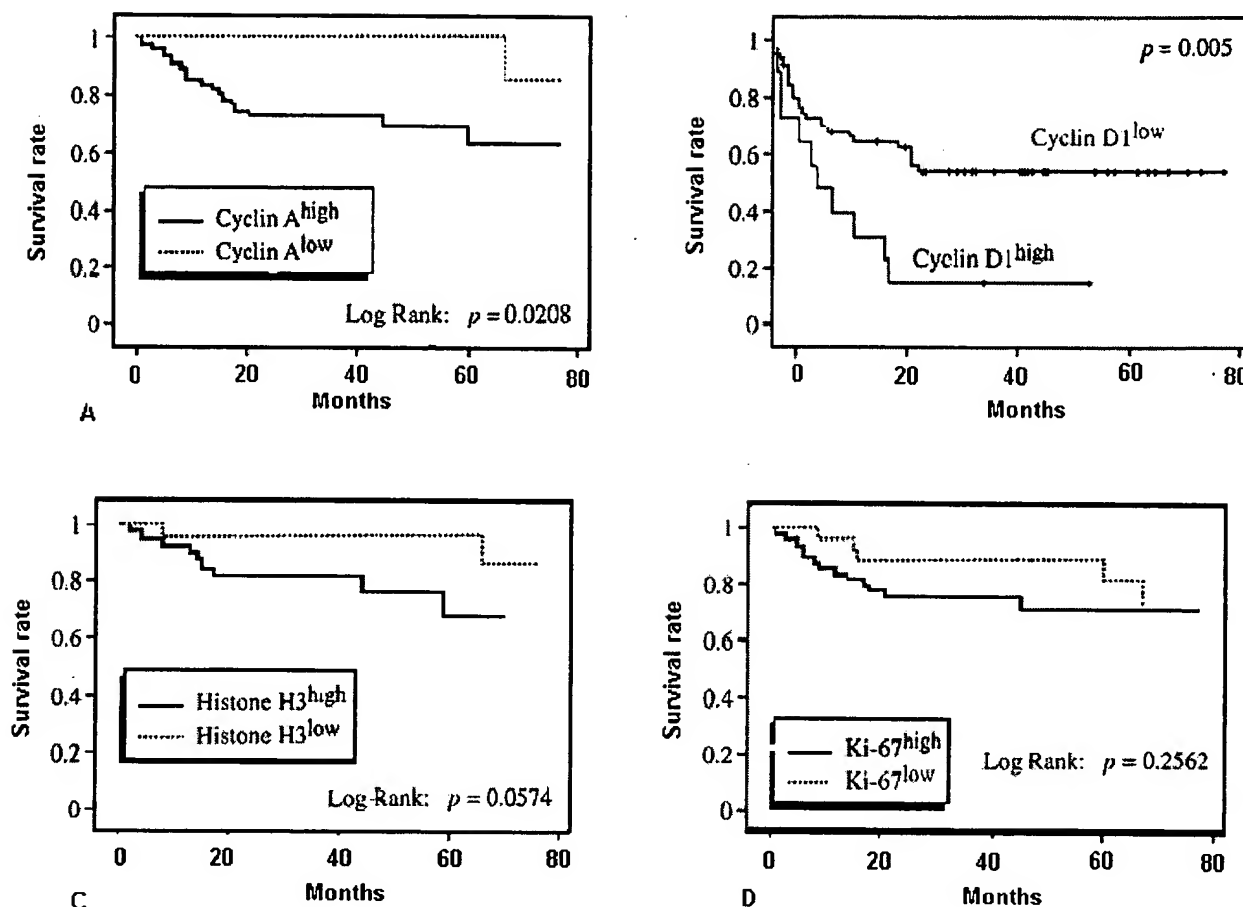 Survival rate
1
0.8
0.6
0.4
0.2
0
Cyclin A^high
Cyclin A^low
Log Rank: p = 0.0208
0 20 40 60 80
Months
A
Survival rate
1
0.8
0.6
0.4
0.2
0
p = 0.005
Cyclin D1^low
Cyclin D1^high
0 20 40 60 80
Months
Survival rate
1
0.8
0.6
0.4
0.2
0
Histone H3^high
Histone H3^low
Log Rank: p = 0.0574
0 20 40 60 80
Months
C
Survival rate
1
0.8
0.6
0.4
0.2
0
Ki-67^high
Ki-67^low
Log Rank: p = 0.2562
0 20 40 60 80
Months
D